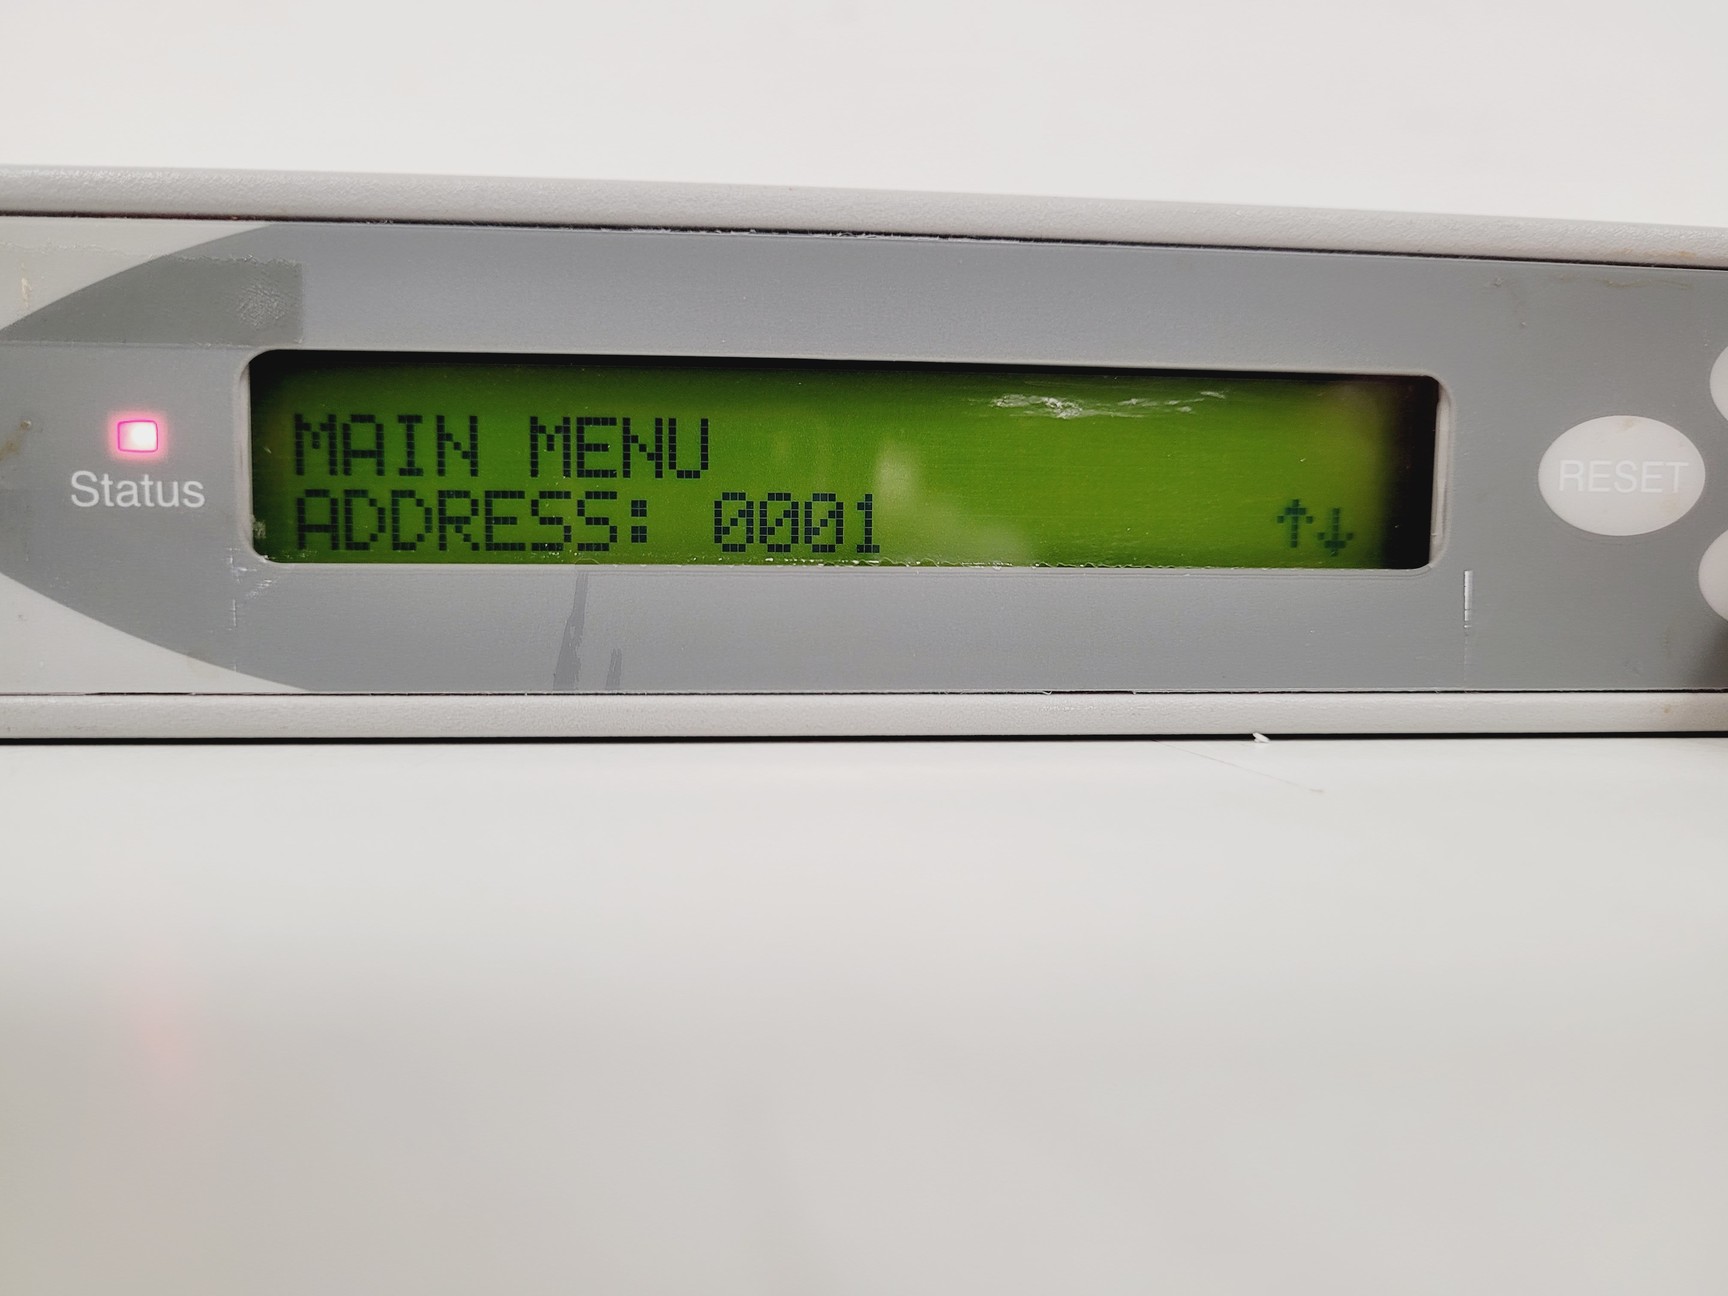 MAIN MENU
ADDRESS: 0001 ↑↓
Status
RESET